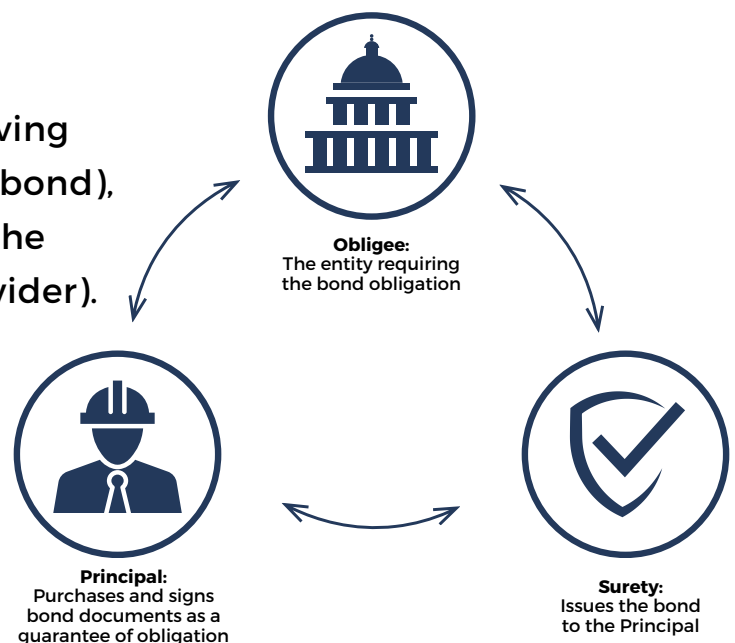 ving
bond),
he
vider).
Obligee:
The entity requiring
the bond obligation
Principal:
Purchases and signs
bond documents as a
guarantee of obligation
Surety:
Issues the bond
to the Principal